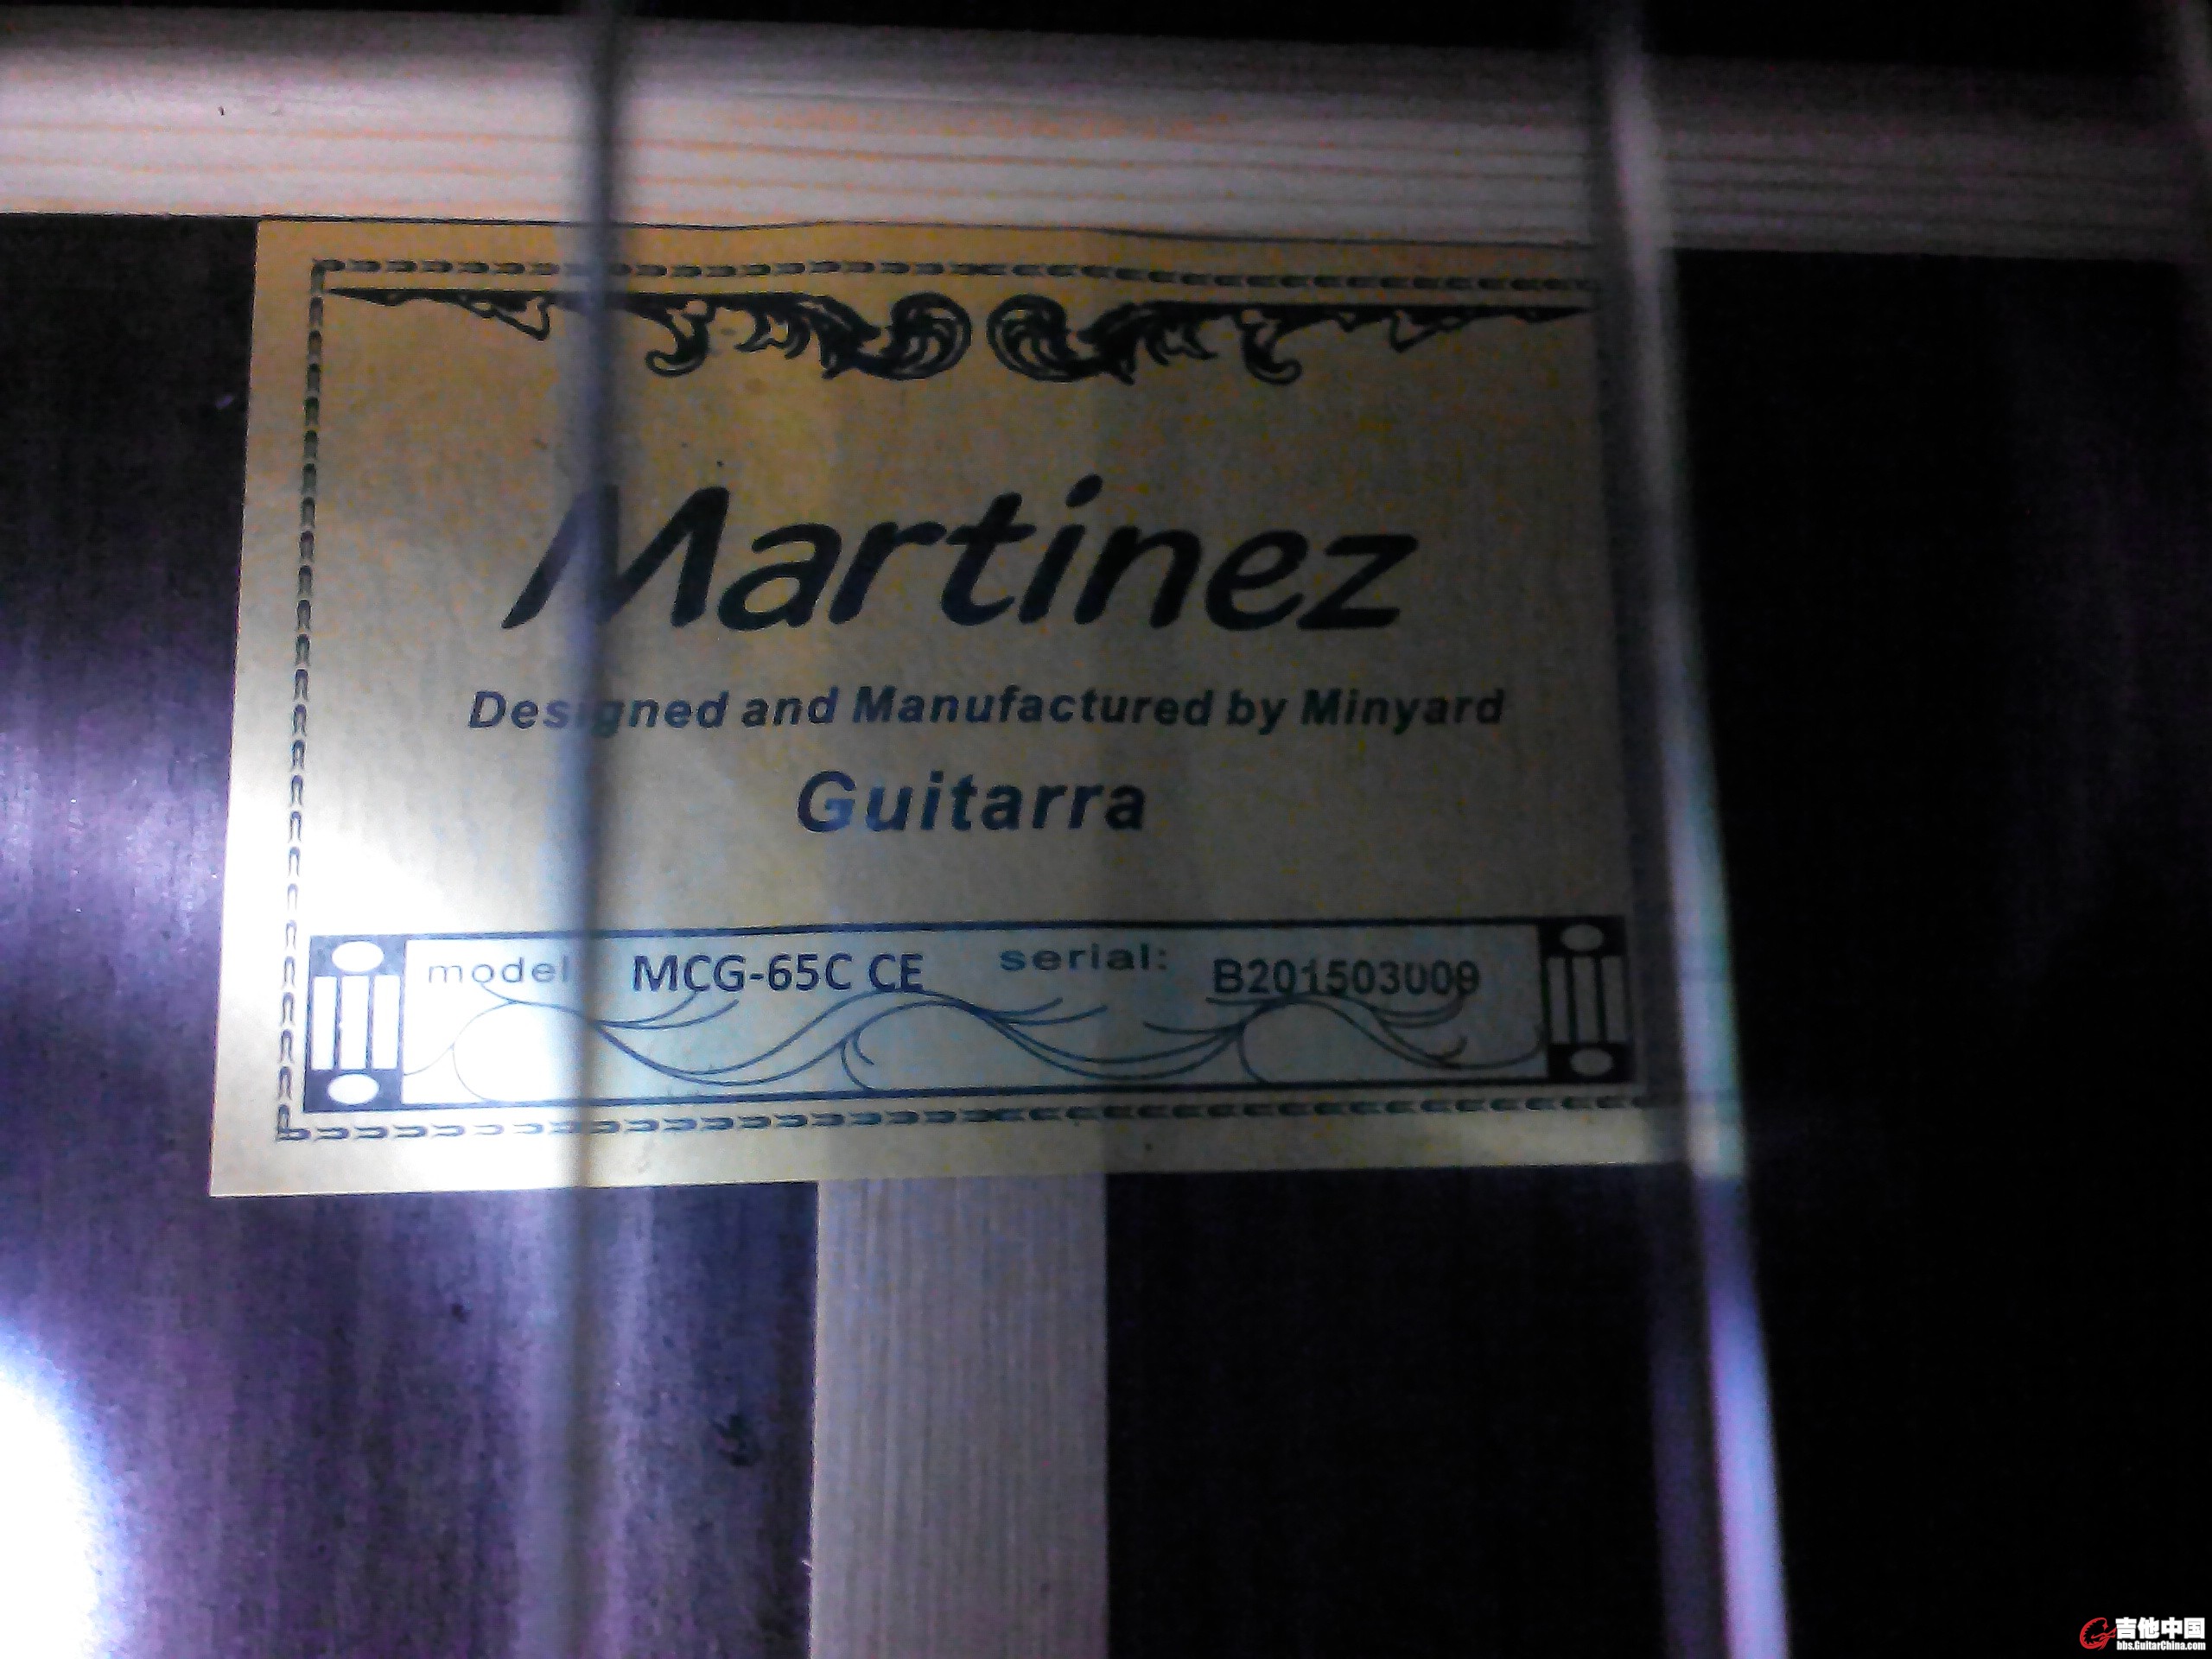 Martinez
Designed and Manufactured by Minyard
Guitarra
model MCG-65C CE serial: B201503009
吉他中国
bbs.GuitarChina.com